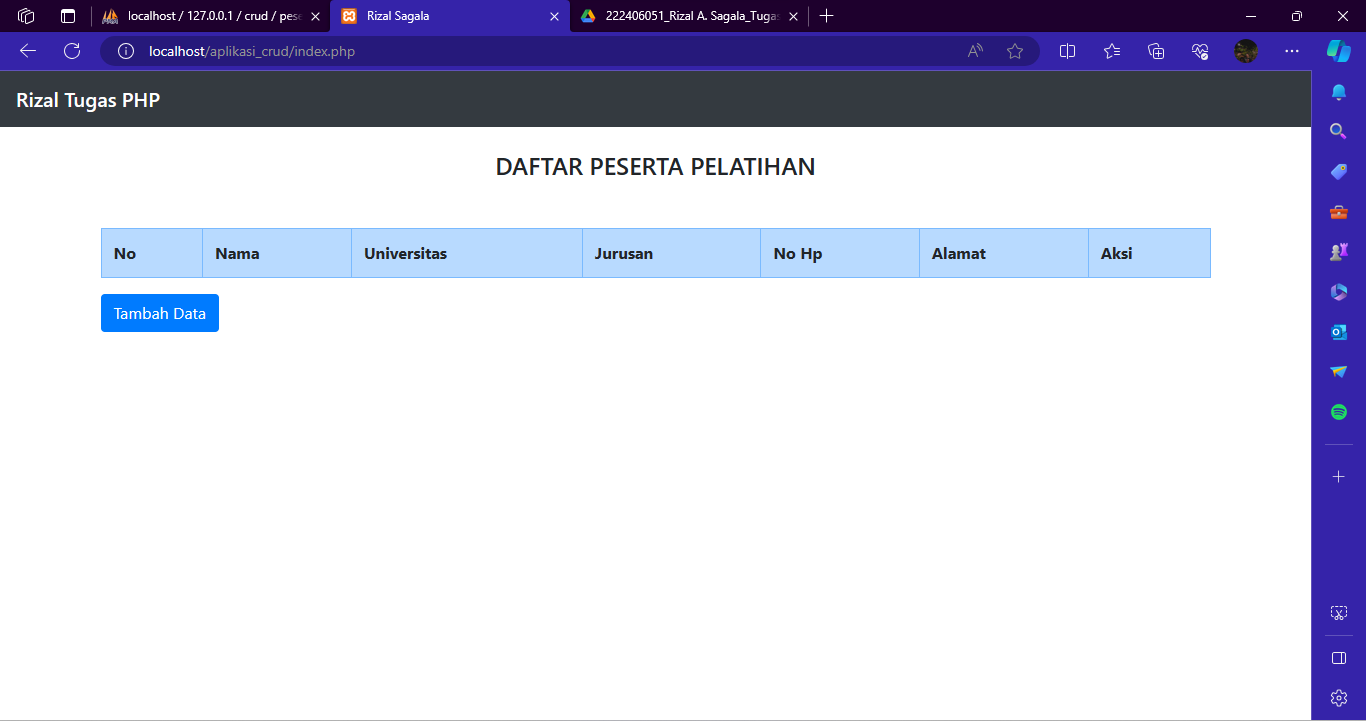 localhost / 127.0.0.1 / crud / pese
Rizal Sagala
222406051_Rizal A. Sagala_Tugas
localhost/aplikasi_crud/index.php
Rizal Tugas PHP
DAFTAR PESERTA PELATIHAN
No Nama Universitas Jurusan No Hp Alamat Aksi
Tambah Data